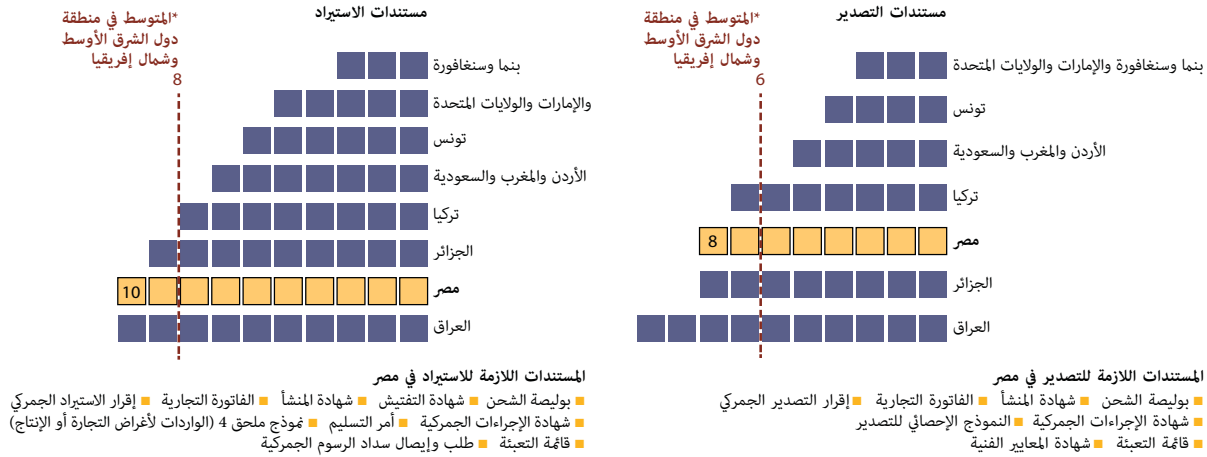 مستندات التصدير
*المتوسط في منطقة
دول الشرق الأوسط
وشمال إفريقيا
6
بنما وسنغافورة والإمارات والولايات المتحدة
تونس
الأردن والمغرب والسعودية
تركيا
مصر
8
الجزائر
العراق
المستندات اللازمة للتصدير في مصر
■ بوليصة الشحن ■ شهادة المنشأ ■ الفاتورة التجارية ■ إقرار التصدير الجمركي
■ شهادة الإجراءات الجمركية ■ النموذج الإحصائي للتصدير
■ قائمة التعبئة ■ شهادة المعايير الفنية
مستندات الاستيراد
*المتوسط في منطقة
دول الشرق الأوسط
وشمال إفريقيا
8
بنما وسنغافورة
والإمارات والولايات المتحدة
تونس
الأردن والمغرب والسعودية
تركيا
الجزائر
مصر
10
العراق
المستندات اللازمة للاستيراد في مصر
■ بوليصة الشحن ■ شهادة التفتيش ■ شهادة المنشأ ■ الفاتورة التجارية ■ إقرار الاستيراد الجمركي
■ شهادة الإجراءات الجمركية ■ أمر التسليم ■ نموذج ملحق 4 (الواردات لأغراض التجارة أو الإنتاج)
■ قائمة التعبئة ■ طلب وإيصال سداد الرسوم الجمركية